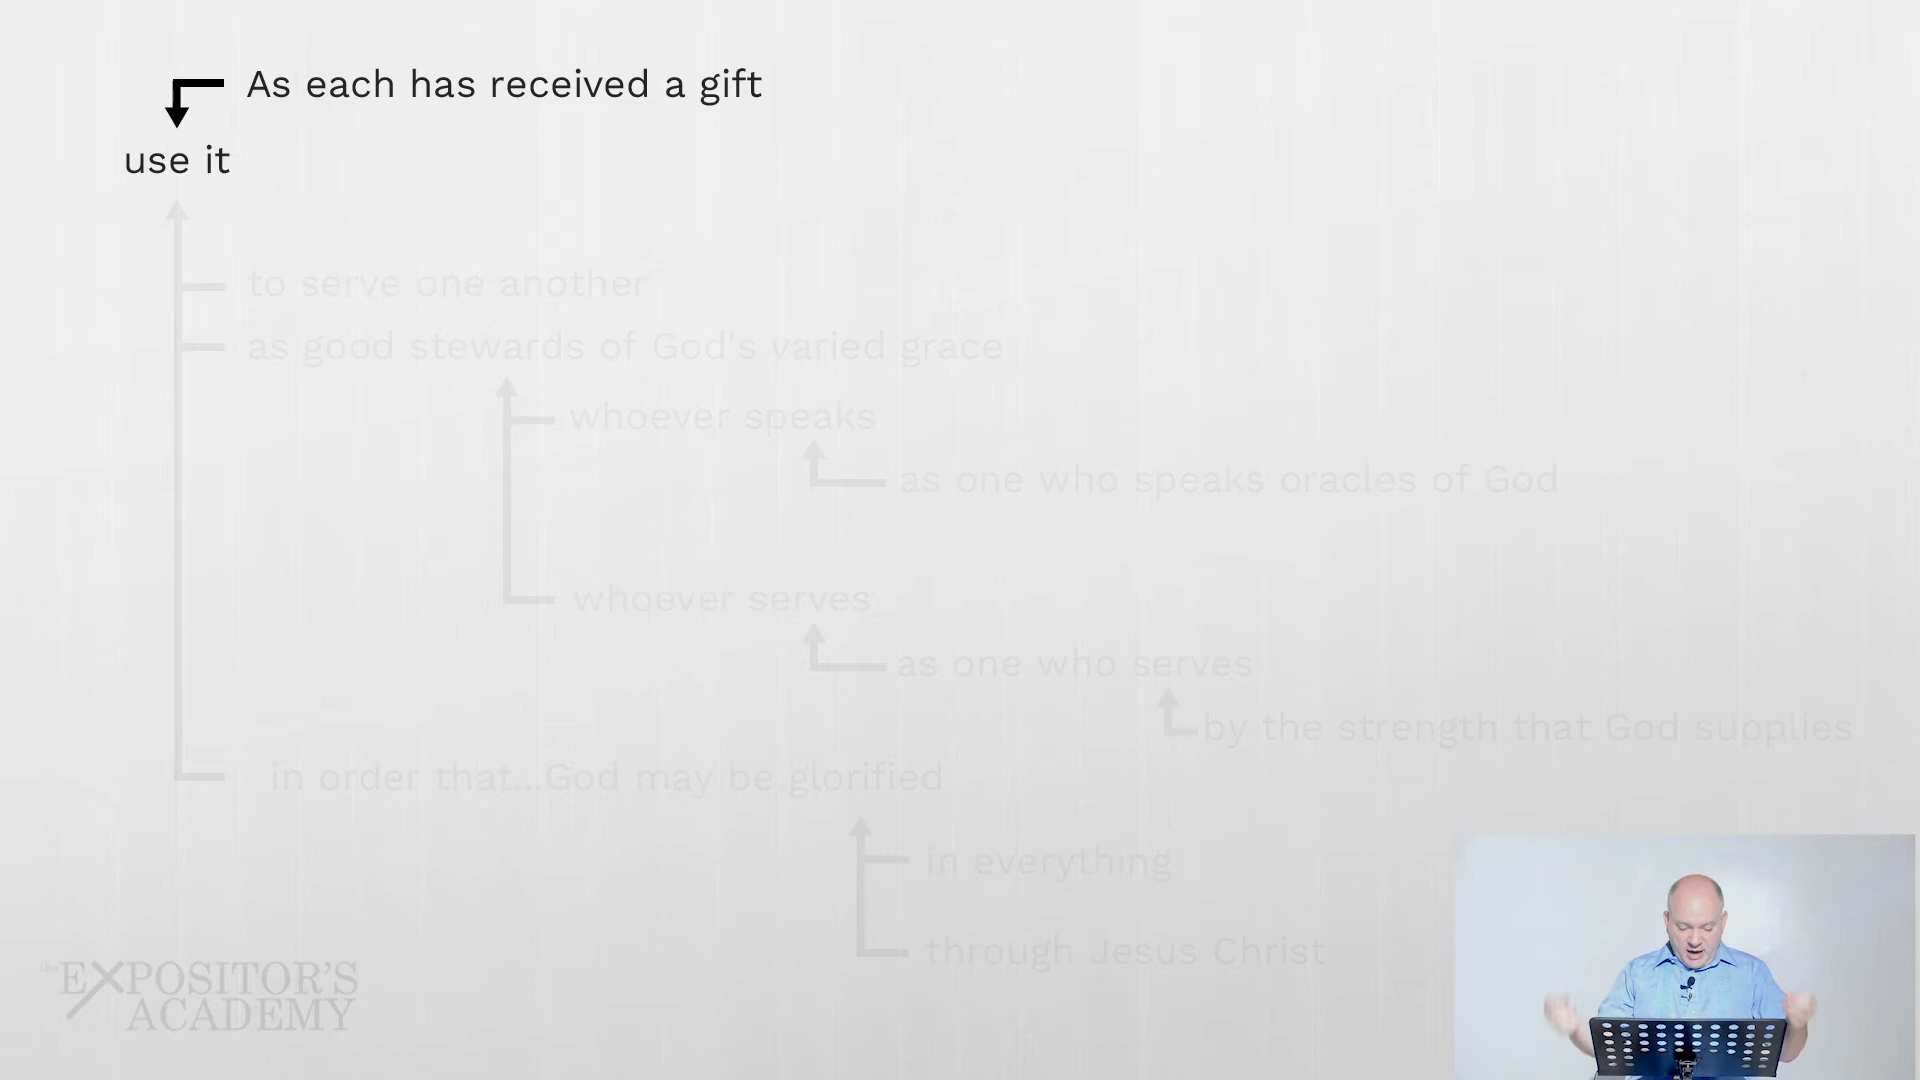 As each has received a gift
use it
to serve one another
as good stewards of God's varied grace
whoever speaks
as one who speaks oracles of God
whoever serves
as one who serves
by the strength that God supplies
in order that...God may be glorified
in everything
through Jesus Christ
the EXPOSITOR'S
ACADEMY